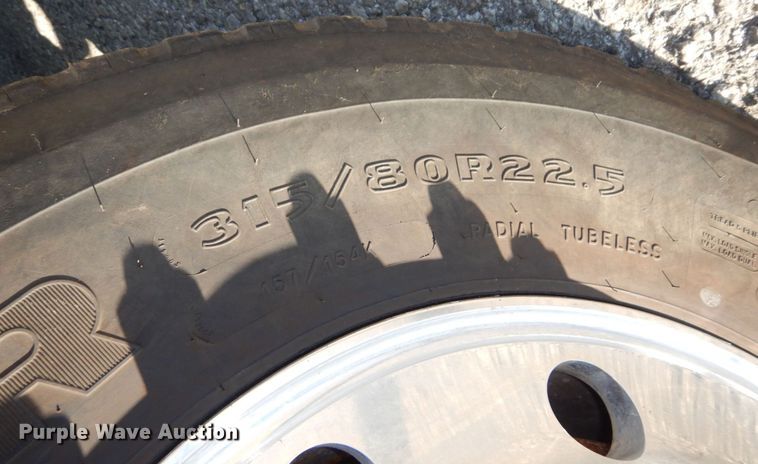 315/80R22.5
157/154K
RADIAL TUBELESS
R
Purple Wave Auction